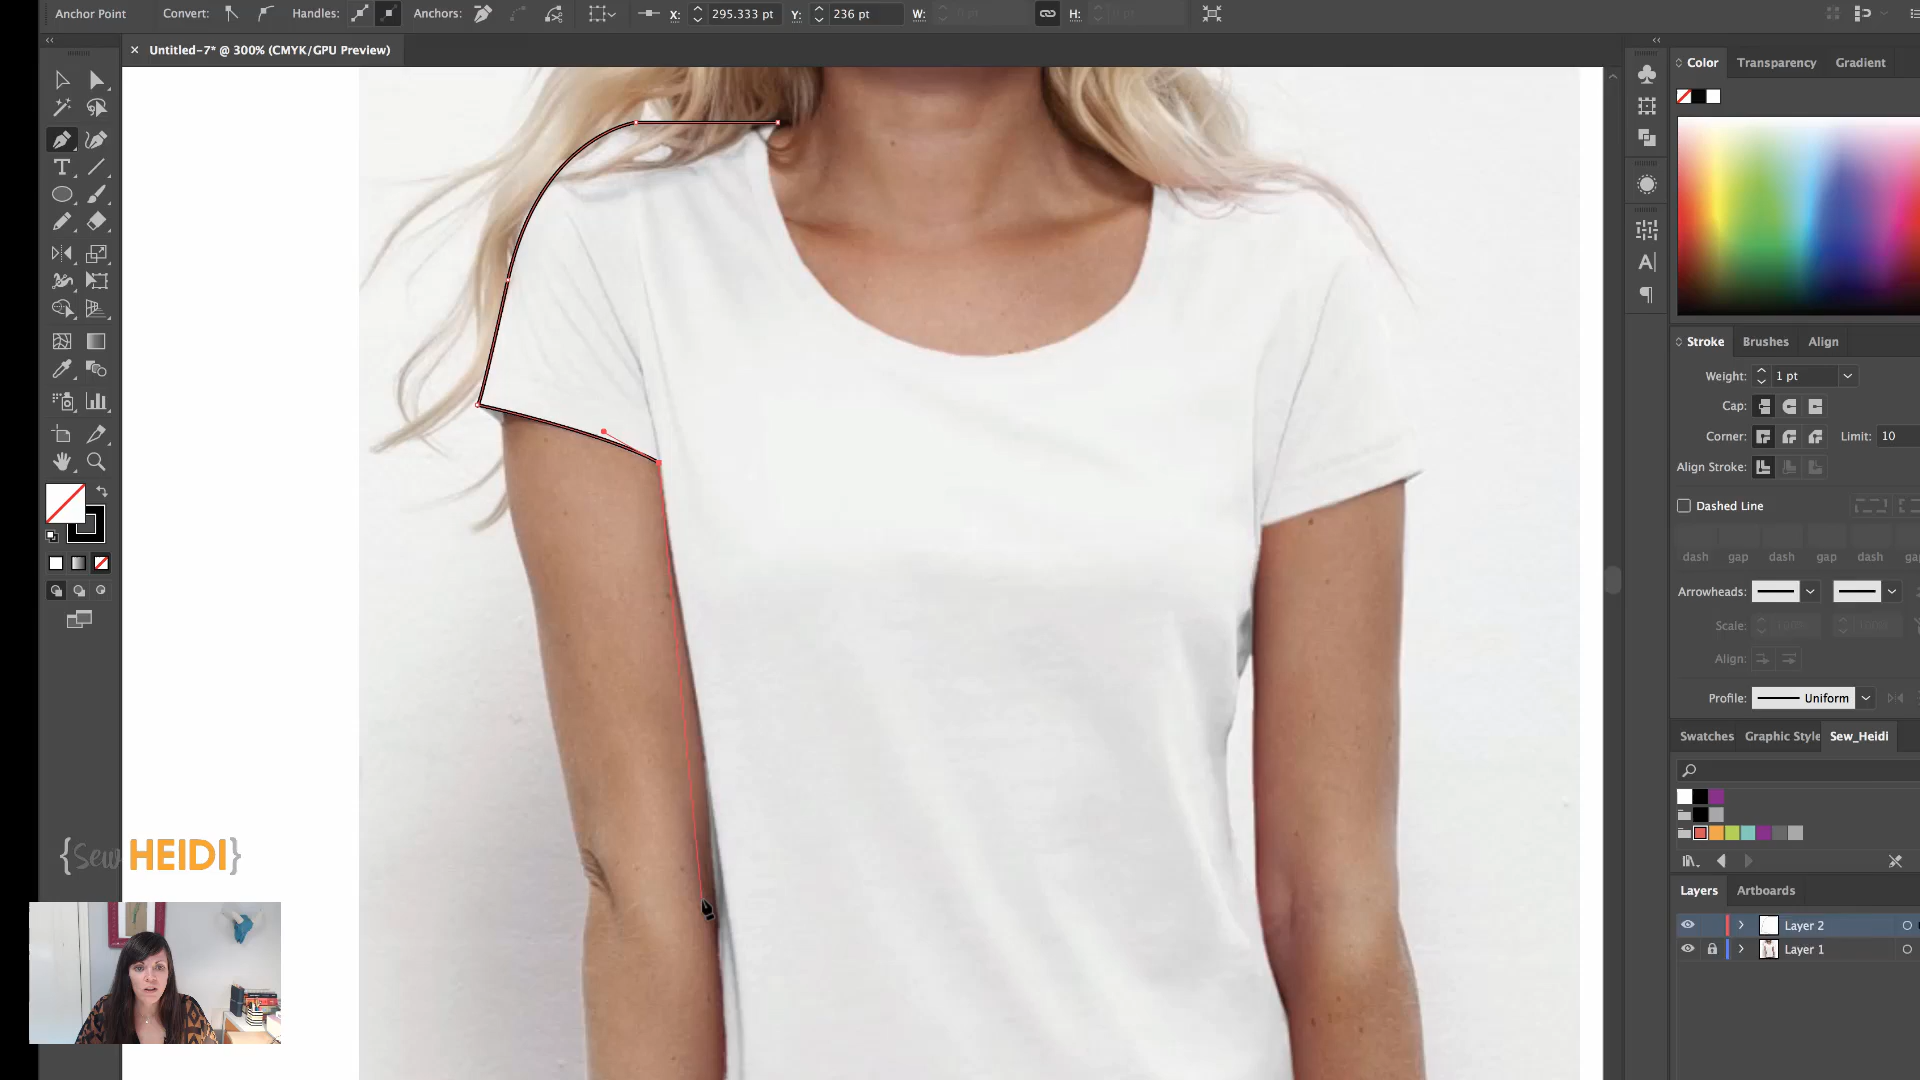 Anchor Point
Convert:
Handles:
Anchors:
X:
295.333 pt
Y:
236 pt
W:
H:
Untitled-7* @ 300% (CMYK/GPU Preview)
Color
Transparency
Gradient
Stroke
Brushes
Align
Weight:
1 pt
Cap:
Corner:
Limit:
10
Align Stroke:
Dashed Line
dash
gap
dash
gap
dash
Arrowheads:
Scale:
Align:
Profile:
Uniform
Swatches
Graphic Style
Sew_Heidi
{Sew HEIDI}
Layers
Artboards
Layer 2
Layer 1